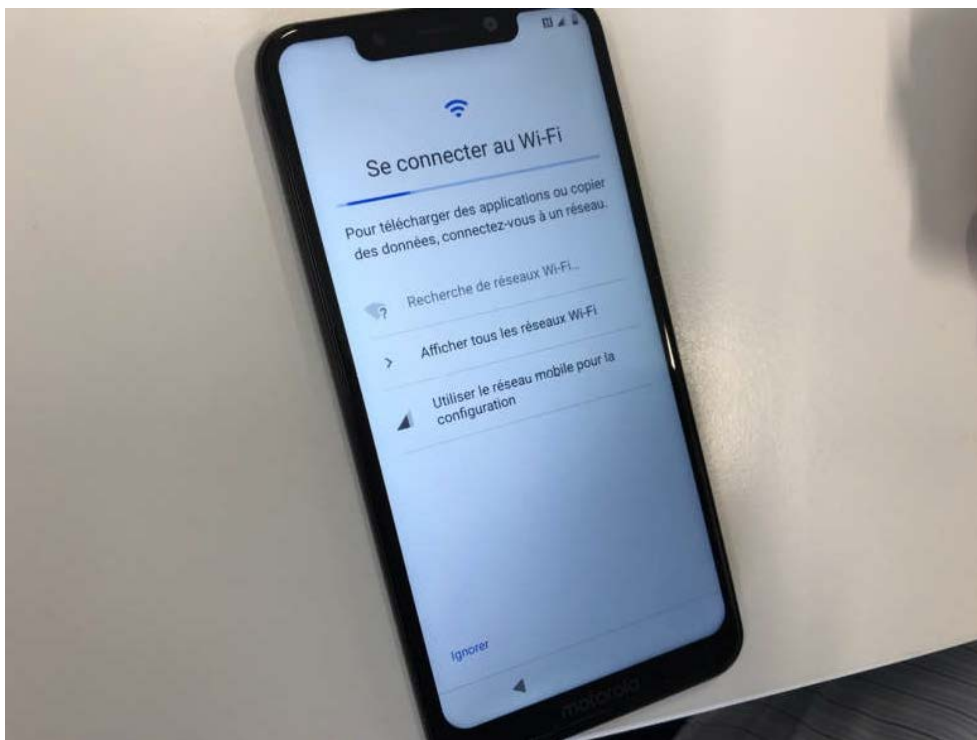 Se connecter au Wi-Fi
Pour télécharger des applications ou copier
des données, connectez-vous à un réseau.
Recherche de réseaux Wi-Fi...
Afficher tous les réseaux Wi-Fi
Utiliser le réseau mobile pour la
configuration
Ignorer
motorola